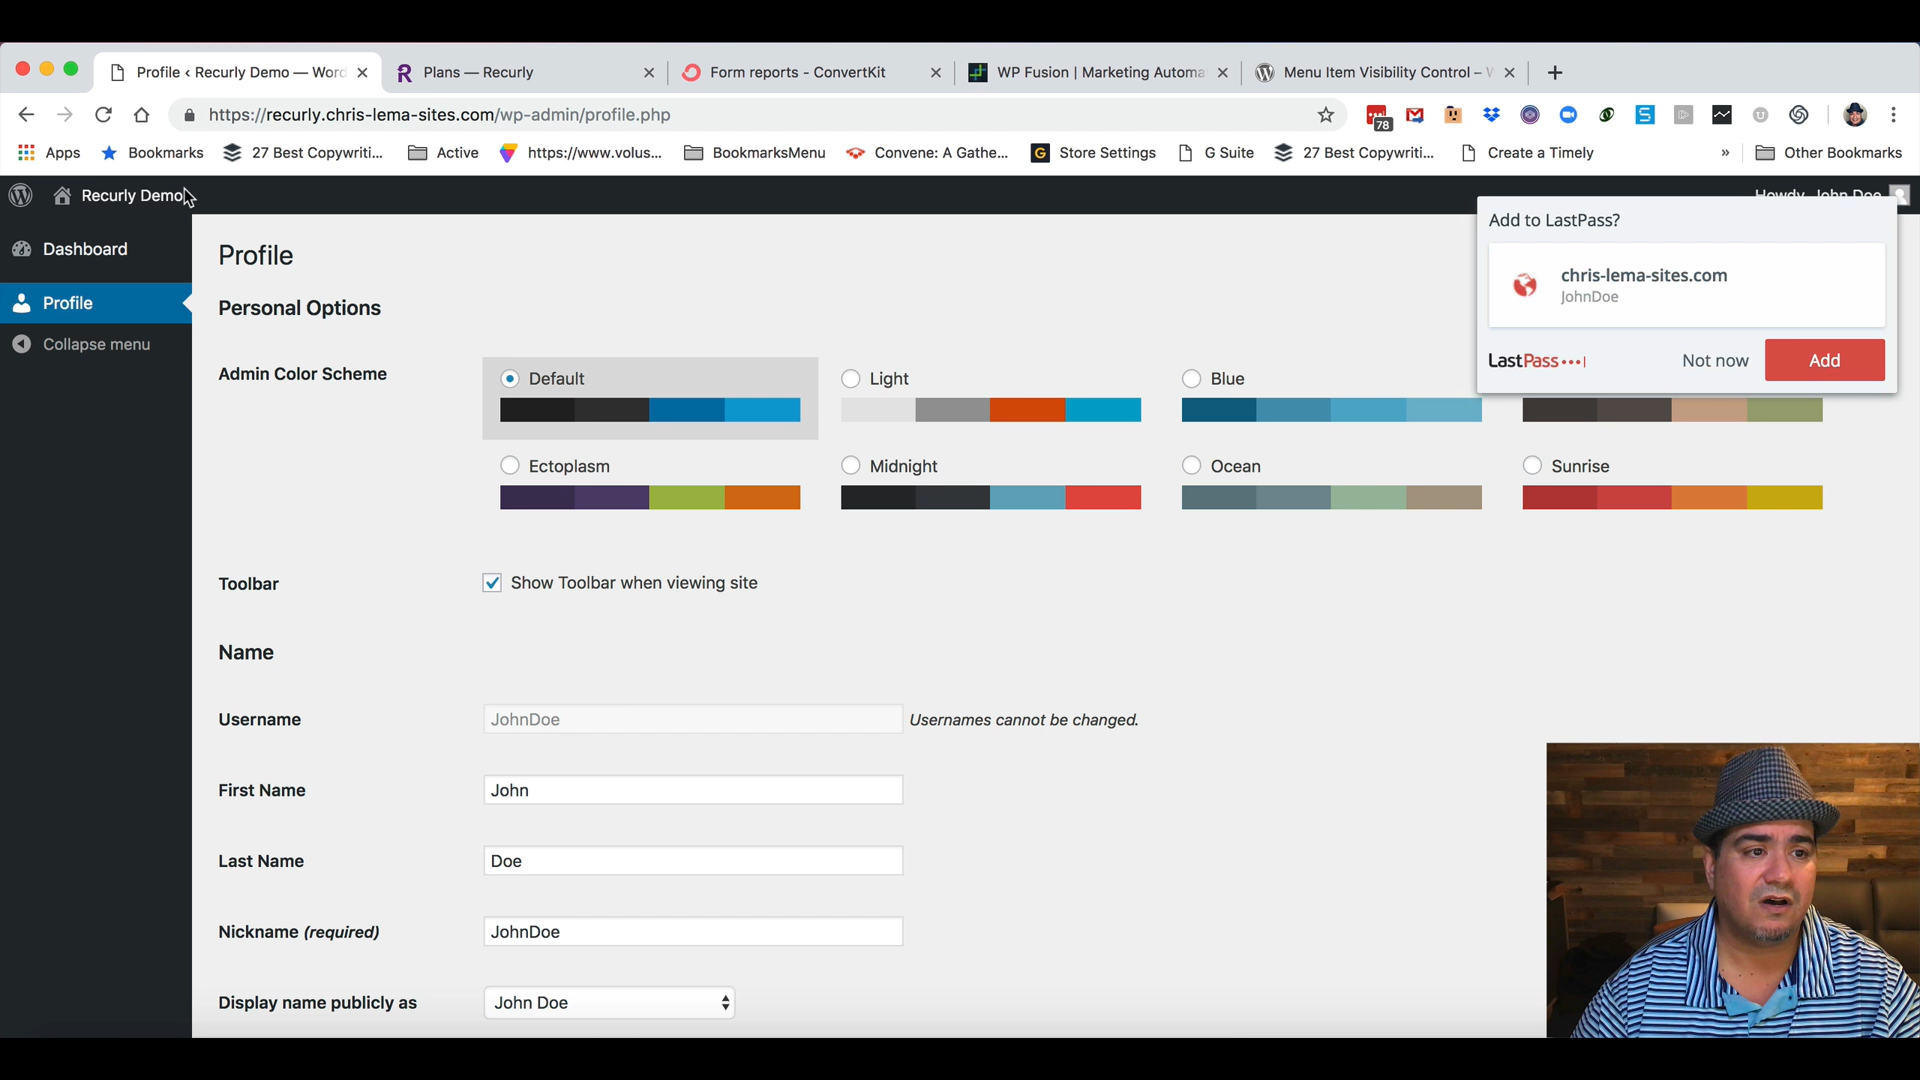 Profile ‹ Recurly Demo — Word
Plans — Recurly
Form reports - ConvertKit
WP Fusion | Marketing Automa
Menu Item Visibility Control – W
https://recurly.chris-lema-sites.com/wp-admin/profile.php
78
Apps
Bookmarks
27 Best Copywriti...
Active
https://www.volus...
BookmarksMenu
Convene: A Gathe...
Store Settings
G Suite
27 Best Copywriti...
Create a Timely
»
Other Bookmarks
Recurly Demo
Howdy, John Doe
Dashboard
Profile
Collapse menu
Profile
Personal Options
Admin Color Scheme
Default
Light
Blue
Ectoplasm
Midnight
Ocean
Sunrise
Add to LastPass?
chris-lema-sites.com
JohnDoe
LastPass•••|
Not now
Add
Toolbar
Show Toolbar when viewing site
Name
Username
JohnDoe
Usernames cannot be changed.
First Name
John
Last Name
Doe
Nickname (required)
JohnDoe
Display name publicly as
John Doe